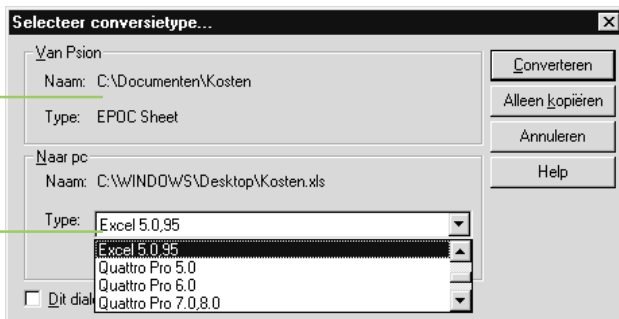 Selecteer conversietype...
Van Psion
Naam: C:\Documenten\Kosten
Type: EPOC Sheet
Naar pc
Naam: C:\WINDOWS\Desktop\Kosten.xls
Type: Excel 5.0,95
Excel 5.0,95
Quattro Pro 5.0
Quattro Pro 6.0
Quattro Pro 7.0,8.0
Dit
Converteren
Alleen kopiëren
Annuleren
Help